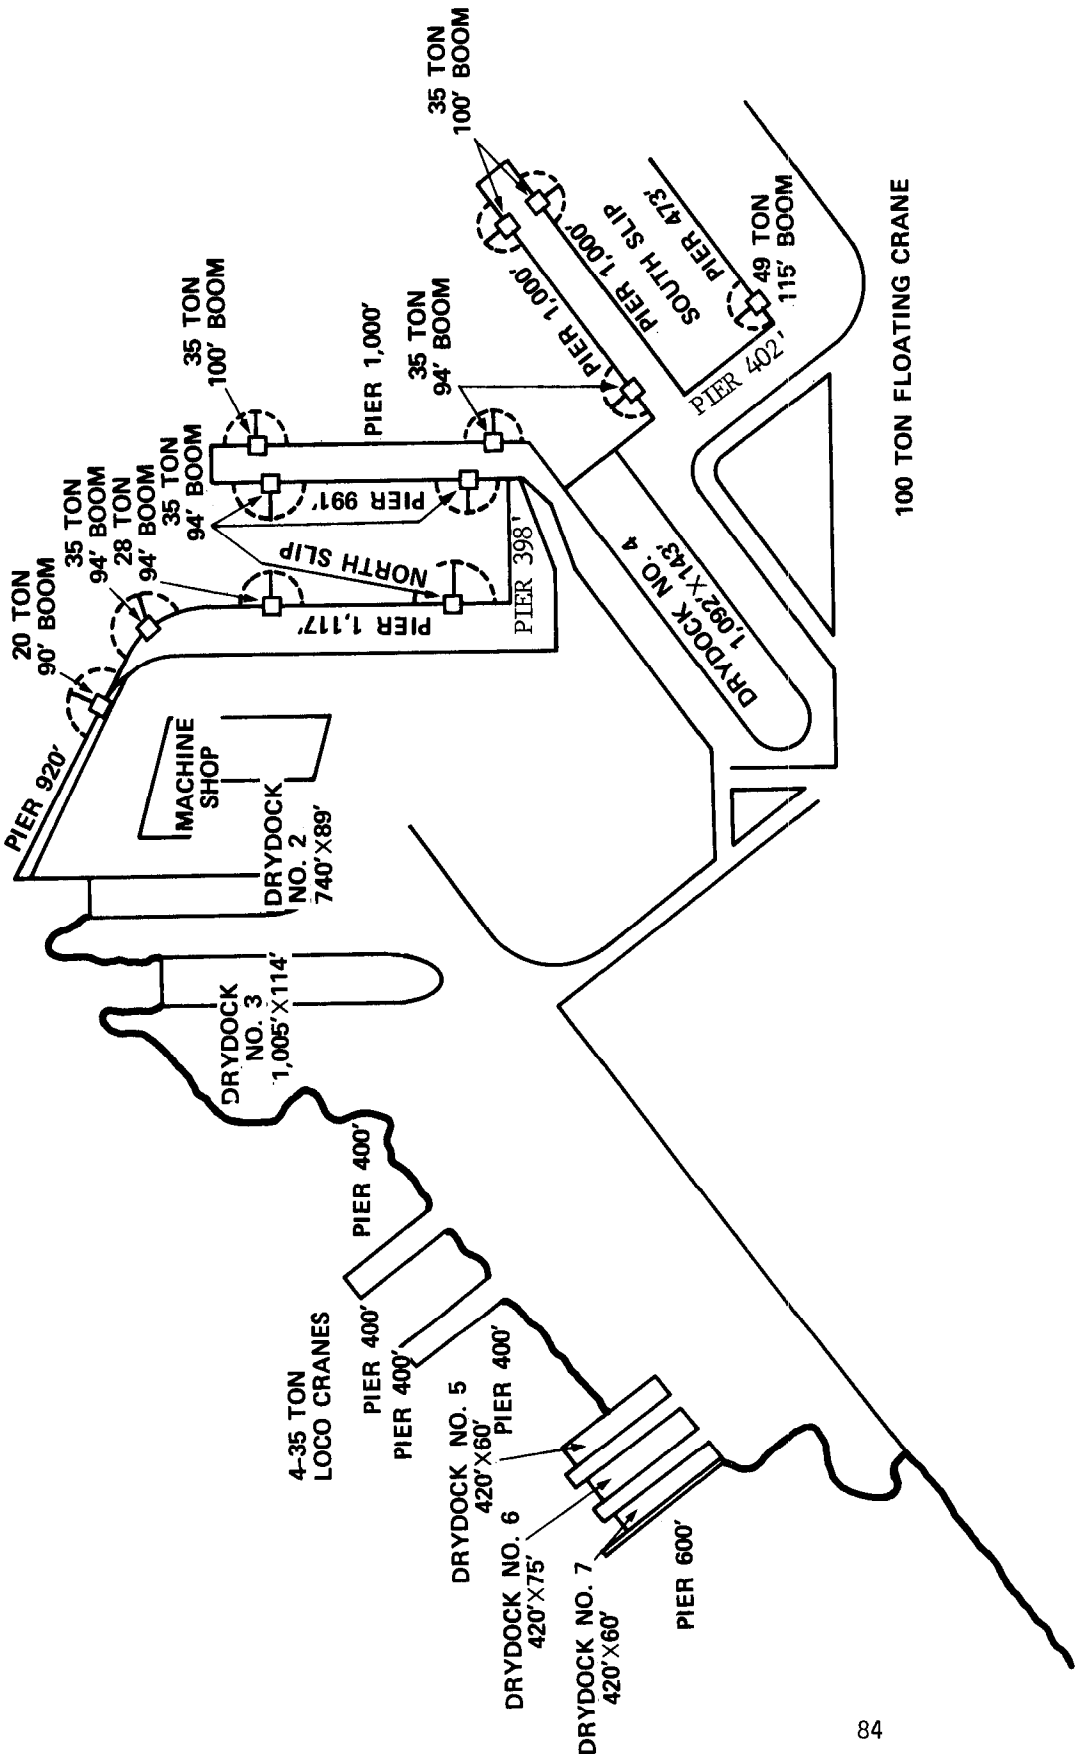 4-35 TON
LOCO CRANES
PIER 400'
PIER 400'
PIER 400'
PIER 400'
DRYDOCK NO. 5
420'X60'
DRYDOCK NO. 6
420'X75'
DRYDOCK NO. 7
420'X60'
PIER 600'
DRYDOCK
NO. 3
1,005'X114'
DRYDOCK
NO. 2
740'X89'
MACHINE
SHOP
PIER 920'
20 TON
90' BOOM
35 TON
94' BOOM
28 TON
94' BOOM
35 TON
94' BOOM
35 TON
100' BOOM
PIER 1,117'
NORTH SLIP
PIER 991'
PIER 398'
PIER 1,000'
35 TON
94' BOOM
35 TON
100' BOOM
PIER 1,000'
PIER 1,000'
SOUTH SLIP
PIER 473'
49 TON
115' BOOM
PIER 402'
DRYDOCK NO. 4
1,092'X143'
100 TON FLOATING CRANE
84